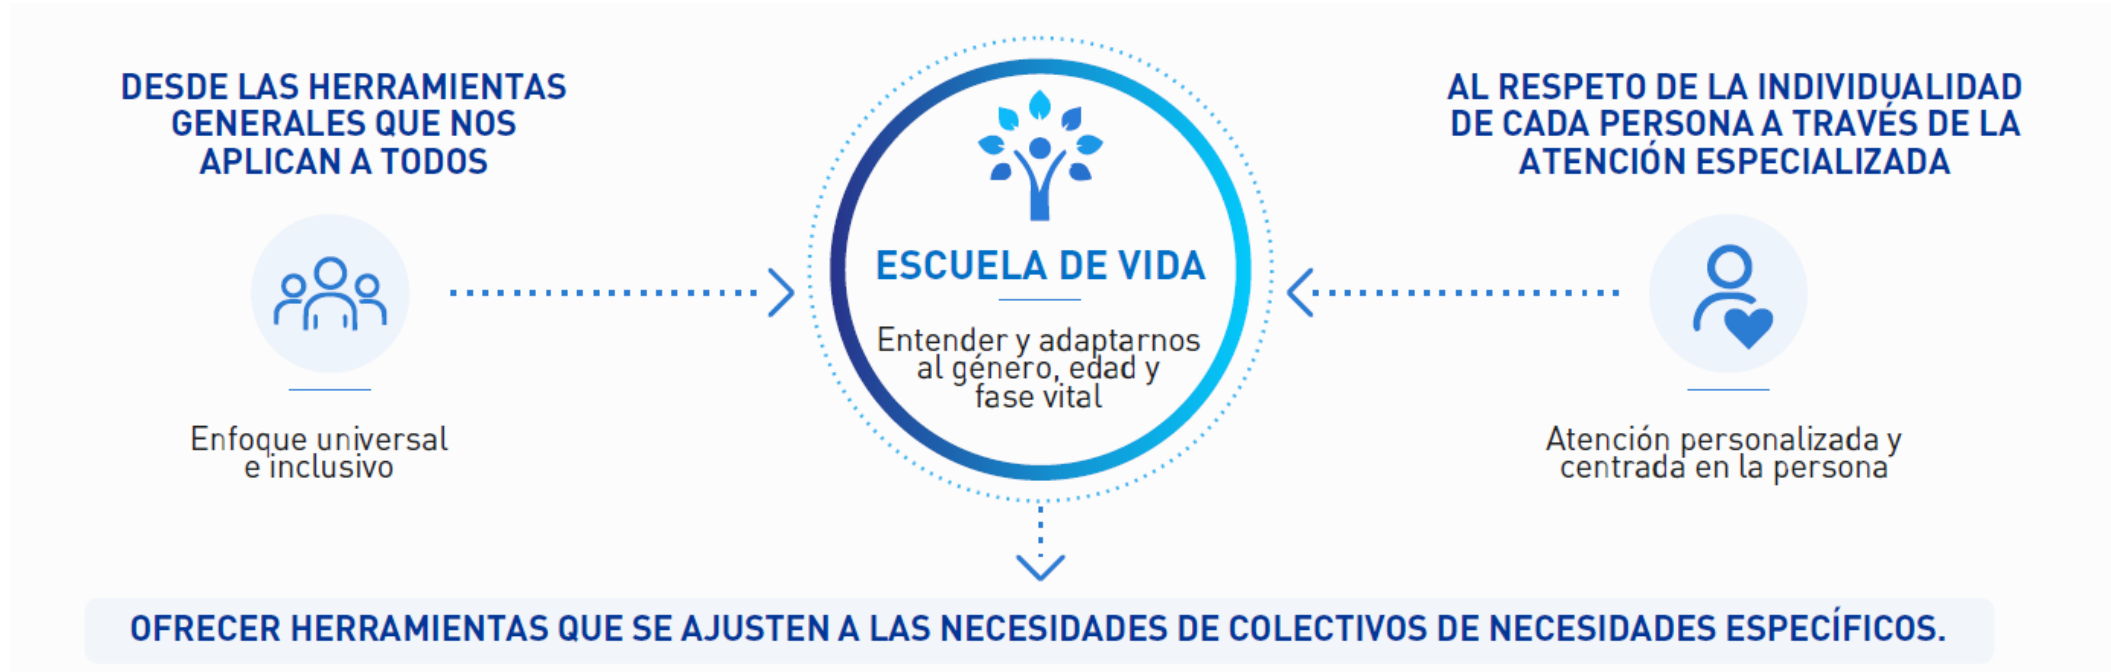 DESDE LAS HERRAMIENTAS
GENERALES QUE NOS
APLICAN A TODOS
Enfoque universal
e inclusivo
ESCUELA DE VIDA
Entender y adaptarnos
al género, edad y
fase vital
AL RESPETO DE LA INDIVIDUALIDAD
DE CADA PERSONA A TRAVÉS DE LA
ATENCIÓN ESPECIALIZADA
Atención personalizada y
centrada en la persona
OFRECER HERRAMIENTAS QUE SE AJUSTEN A LAS NECESIDADES DE COLECTIVOS DE NECESIDADES ESPECÍFICOS.